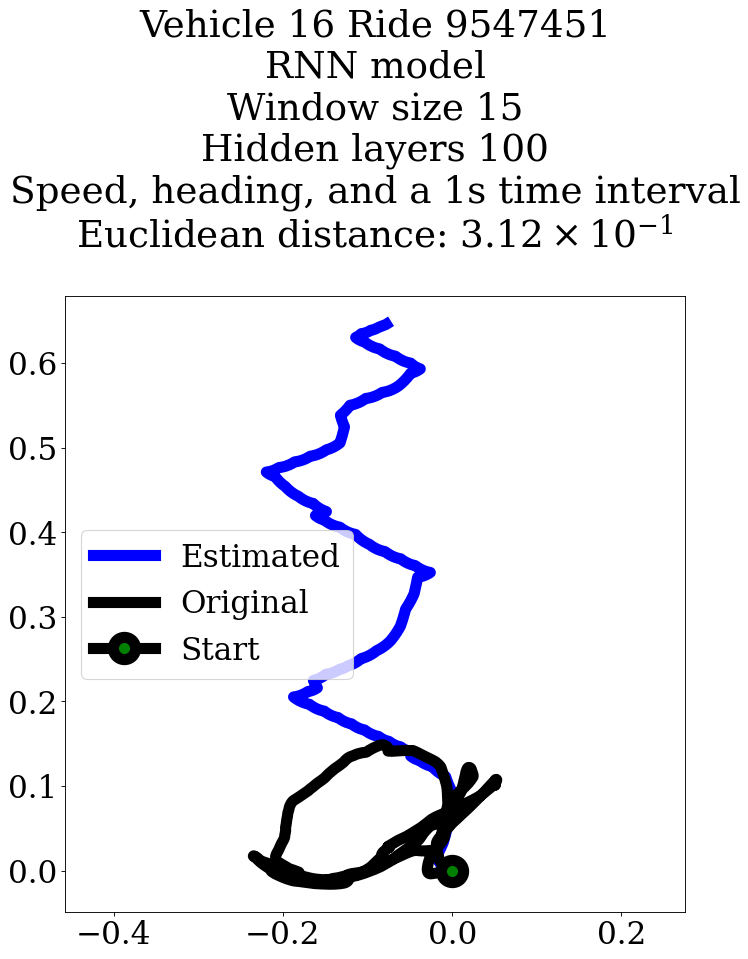 Vehicle 16 Ride 9547451
RNN model
Window size 15
Hidden layers 100
Speed, heading, and a 1s time interval
Euclidean distance: 3.12 × 10⁻¹
0.6
0.5
0.4
0.3
0.2
0.1
0.0
Estimated
Original
Start
−0.4 −0.2 0.0 0.2